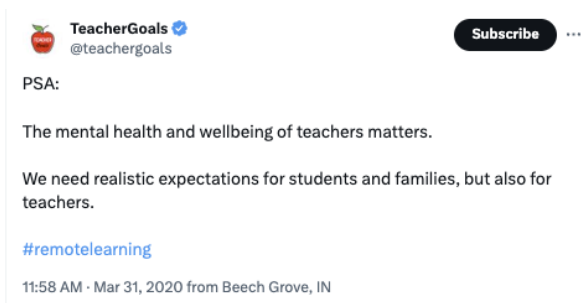 TeacherGoals
Subscribe
@teachergoals
PSA:
The mental health and wellbeing of teachers matters.
We need realistic expectations for students and families, but also for
teachers.
#remotelearning
11:58 AM · Mar 31, 2020 from Beech Grove, IN